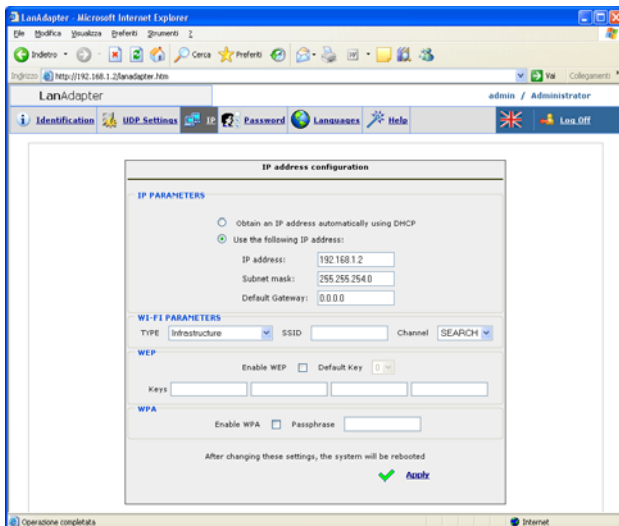 LanAdapter - Microsoft Internet Explorer
File Modifica Visualizza Preferiti Strumenti ?
Indietro Cerca Preferiti
Indirizzo http://192.168.1.2/lanadapter.htm Vai Collegamenti »
LanAdapter admin / Administrator
Identification UDP Settings IP Password Languages Help Log Off
IP address configuration
IP PARAMETERS
Obtain an IP address automatically using DHCP
Use the following IP address:
IP address: 192.168.1.2
Subnet mask: 255.255.254.0
Default Gateway: 0.0.0.0
WI-FI PARAMETERS
TYPE Infrastructure SSID Channel SEARCH
WEP
Enable WEP Default Key 0
Keys
WPA
Enable WPA Passphrase
After changing these settings, the system will be rebooted
Apply
Operazione completata Internet